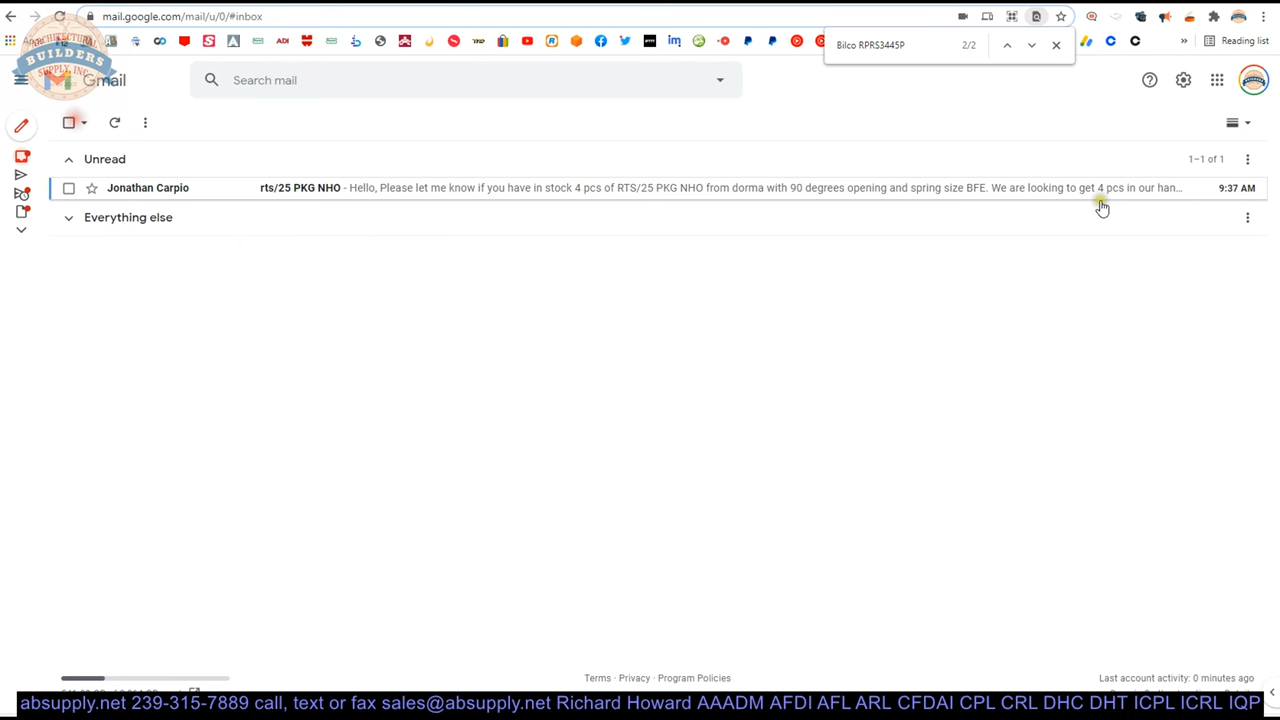 mail.google.com/mail/u/0/#inbox
Reading list
Bilco RPRS3445P 2/2
ARCHITECTURAL
BUILDERS
SUPPLY, INC.
Gmail
Search mail
Unread
1–1 of 1
Jonathan Carpio rts/25 PKG NHO - Hello, Please let me know if you have in stock 4 pcs of RTS/25 PKG NHO from dorma with 90 degrees opening and spring size BFE. We are looking to get 4 pcs in our han... 9:37 AM
Everything else
Terms · Privacy · Program Policies
Last account activity: 0 minutes ago
absupply.net 239-315-7889 call, text or fax sales@absupply.net Richard Howard AAADM AFDI AFL ARL CFDAI CPL CRL DHC DHT ICPL ICRL IQP